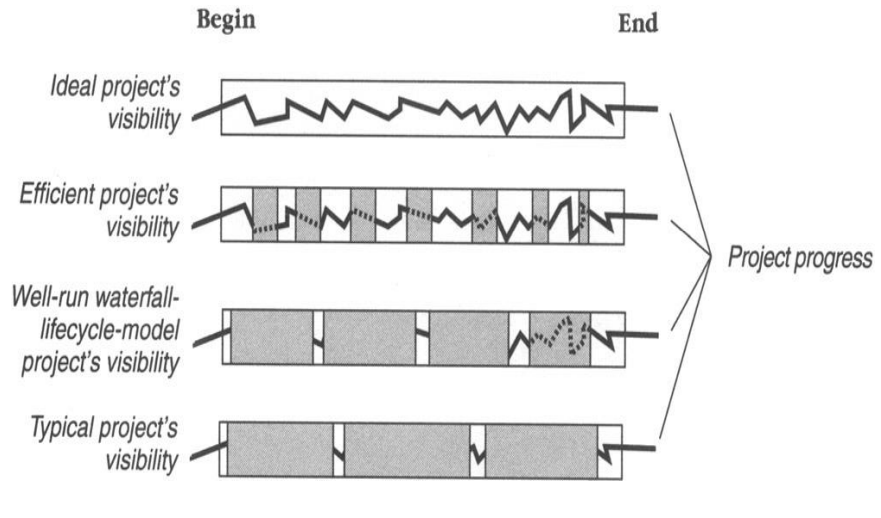 Begin
End
Ideal project's
visibility
Efficient project's
visibility
Well-run waterfall-
lifecycle-model
project's visibility
Typical project's
visibility
Project progress